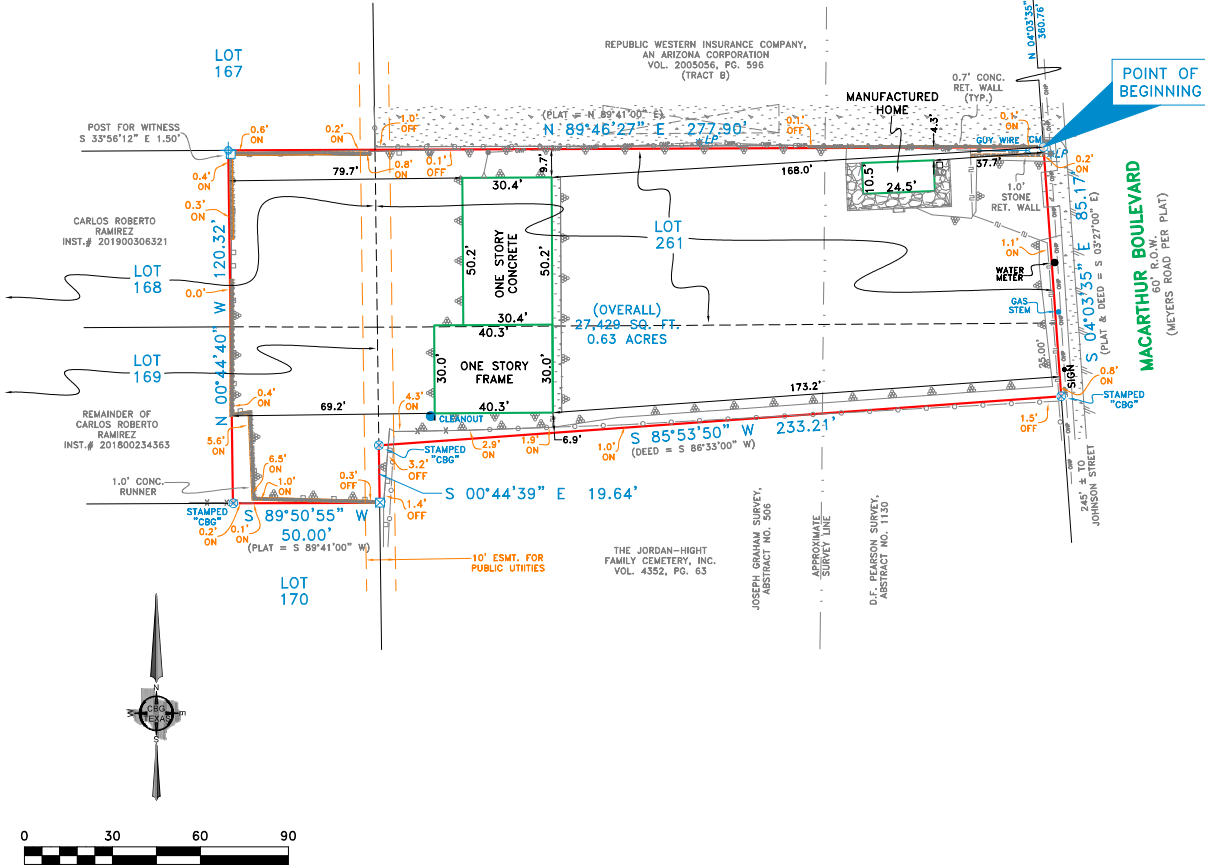 N 04°03'35"
360.76'
REPUBLIC WESTERN INSURANCE COMPANY,
AN ARIZONA CORPORATION
VOL. 2005056, PG. 596
(TRACT B)
LOT
167
POINT OF
BEGINNING
0.7' CONC.
RET. WALL
(TYP.)
MANUFACTURED
HOME
POST FOR WITNESS
S 33°56'12" E 1.50'
0.6'
ON
0.2'
ON
1.0'
OFF
(PLAT = N 89°41'00" E)
N 89°46'27" E 277.90'
LP
0.1'
OFF
4.3'
0.1'
ON
GUY WIRE
CM
LP
0.4'
ON
0.8'
ON
0.1'
OFF
9.7'
79.7'
30.4'
168.0'
10.5'
24.5'
37.7'
0.2'
ON
1.0'
STONE
RET. WALL
0.3'
ON
CARLOS ROBERTO
RAMIREZ
INST.# 201900306321
N 00°44'40" W 120.32'
LOT
168
0.0'
50.2'
ONE STORY
CONCRETE
50.2'
30.4'
LOT
261
1.1'
ON
WATER
METER
GAS
STEM
S 04°03'35" E 85.17'
(PLAT & DEED = S 03°27'00" E)
MACARTHUR BOULEVARD
60' R.O.W.
(MEYERS ROAD PER PLAT)
(OVERALL)
27,429 SQ. FT.
0.63 ACRES
LOT
169
40.3'
30.0'
ONE STORY
FRAME
30.0'
40.3'
25.00'
OHP
OHP
OHP
OHP
OHP
OHP
SIGN
0.8'
ON
STAMPED
"CBG"
173.2'
0.4'
ON
69.2'
4.3'
ON
CLEANOUT
REMAINDER OF
CARLOS ROBERTO
RAMIREZ
INST.# 201800234363
5.6'
ON
STAMPED
"CBG"
2.9'
ON
1.9'
ON
6.9'
1.0'
ON
S 85°53'50" W 233.21'
(DEED = S 86°33'00" W)
1.5'
OFF
245' ± TO
JOHNSON STREET
6.5'
ON
1.0'
ON
0.3'
OFF
3.2'
OFF
1.0' CONC.
RUNNER
S 00°44'39" E 19.64'
1.4'
OFF
STAMPED
"CBG"
0.2'
ON
0.1'
ON
S 89°50'55" W
50.00'
(PLAT = S 89°41'00" W)
10' ESMT. FOR
PUBLIC UTIITIES
THE JORDAN-HIGHT
FAMILY CEMETERY, INC.
VOL. 4352, PG. 63
JOSEPH GRAHAM SURVEY,
ABSTRACT NO. 506
APPROXIMATE
SURVEY LINE
D.F. PEARSON SURVEY,
ABSTRACT NO. 1130
LOT
170
N
W
CBG
TEXAS
E
S
0 30 60 90